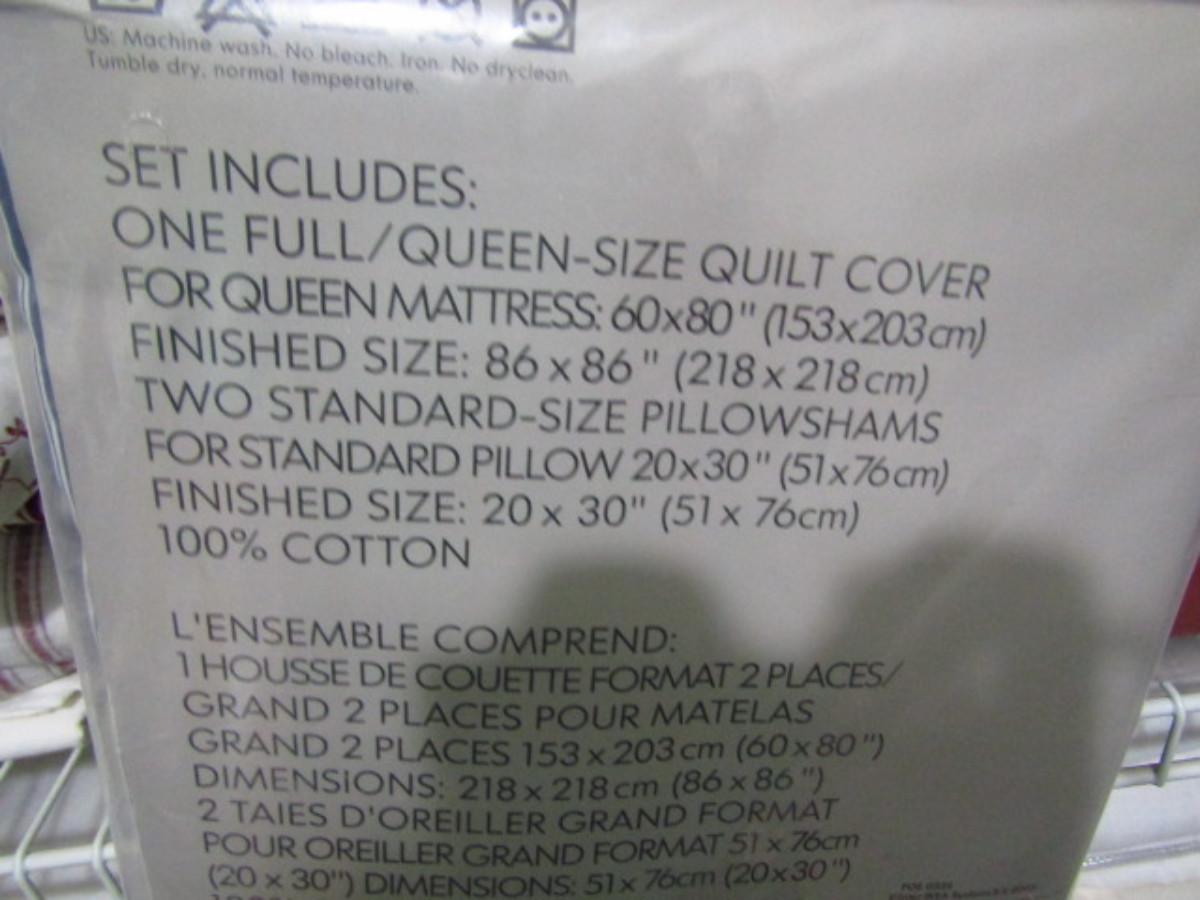 US: Machine wash. No bleach. Iron. No dryclean.
Tumble dry, normal temperature.
SET INCLUDES:
ONE FULL/QUEEN-SIZE QUILT COVER
FOR QUEEN MATTRESS: 60x80" (153x203cm)
FINISHED SIZE: 86 x 86" (218 x 218cm)
TWO STANDARD-SIZE PILLOWSHAMS
FOR STANDARD PILLOW 20x30" (51x76cm)
FINISHED SIZE: 20 x 30" (51 x 76cm)
100% COTTON
L'ENSEMBLE COMPREND:
1 HOUSSE DE COUETTE FORMAT 2 PLACES/
GRAND 2 PLACES POUR MATELAS
GRAND 2 PLACES 153 x 203 cm (60 x 80")
DIMENSIONS: 218 x 218 cm (86 x 86")
2 TAIES D'OREILLER GRAND FORMAT
POUR OREILLER GRAND FORMAT 51 x 76cm
(20 x 30") DIMENSIONS: 51x 76cm (20x30")